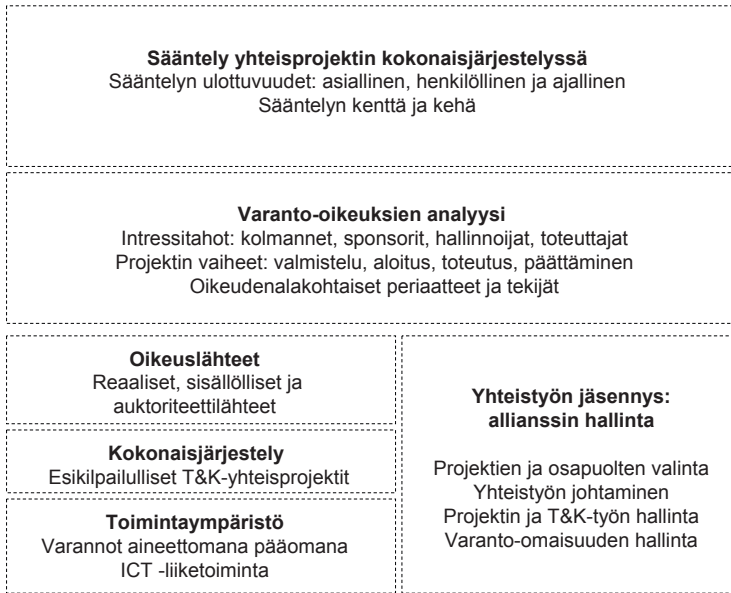 Sääntely yhteisprojektin kokonaisjärjestelyssä
Sääntelyn ulottuvuudet: asiallinen, henkilöllinen ja ajallinen
Sääntelyn kenttä ja kehä
Varanto-oikeuksien analyysi
Intressitahot: kolmannet, sponsorit, hallinnoijat, toteuttajat
Projektin vaiheet: valmistelu, aloitus, toteutus, päättäminen
Oikeudenalakohtaiset periaatteet ja tekijät
Oikeuslähteet
Reaaliset, sisällölliset ja
auktoriteettilähteet
Kokonaisjärjestely
Esikilpailulliset T&K-yhteisprojektit
Toimintaympäristö
Varannot aineettomana pääomana
ICT -liiketoiminta
Yhteistyön jäsennys:
allianssin hallinta
Projektien ja osapuolten valinta
Yhteistyön johtaminen
Projektin ja T&K-työn hallinta
Varanto-omaisuuden hallinta